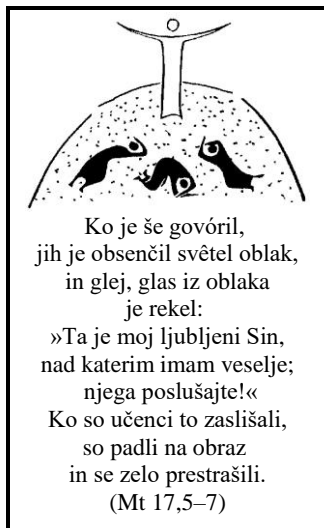 Ko je še govóril,
jih je obsenčil svêtel oblak,
in glej, glas iz oblaka
je rekel:
»Ta je moj ljubljeni Sin,
nad katerim imam veselje;
njega poslušajte!«
Ko so učenci to zaslišali,
so padli na obraz
in se zelo prestrašili.
(Mt 17,5–7)